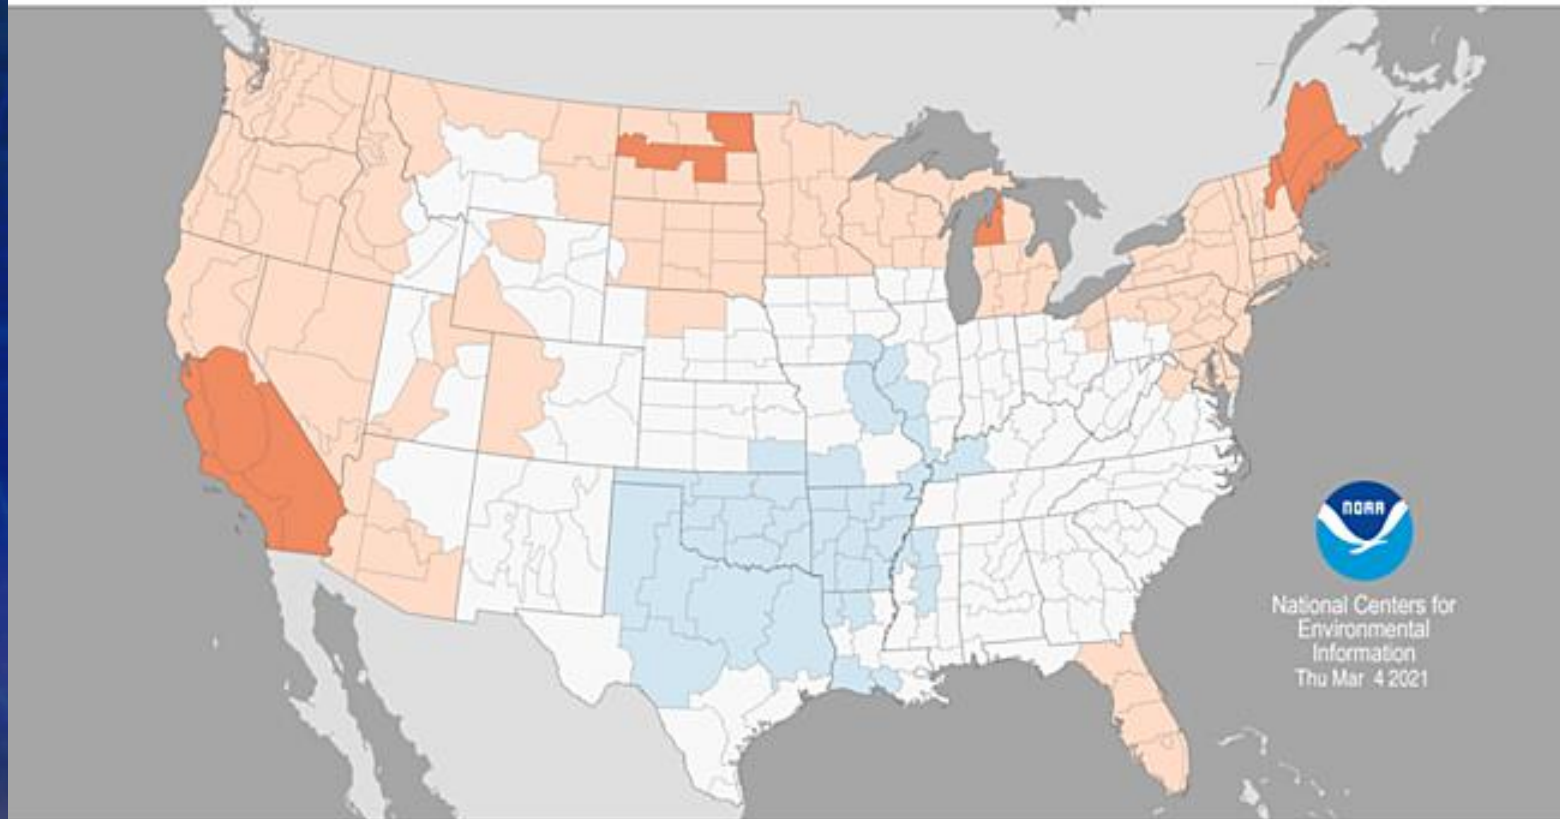 NOAA
National Centers for
Environmental
Information
Thu Mar 4 2021